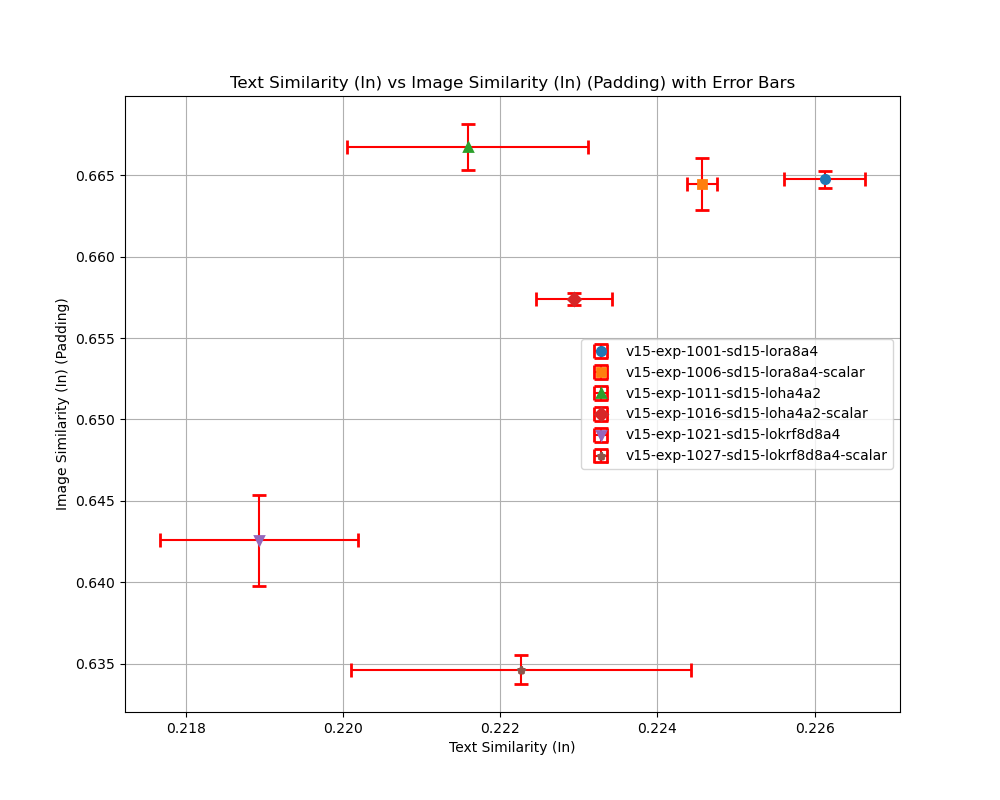 Text Similarity (In) vs Image Similarity (In) (Padding) with Error Bars
Image Similarity (In) (Padding)
0.665
0.660
0.655
0.650
0.645
0.640
0.635
v15-exp-1001-sd15-lora8a4
v15-exp-1006-sd15-lora8a4-scalar
v15-exp-1011-sd15-loha4a2
v15-exp-1016-sd15-loha4a2-scalar
v15-exp-1021-sd15-lokrf8d8a4
v15-exp-1027-sd15-lokrf8d8a4-scalar
0.218 0.220 0.222 0.224 0.226
Text Similarity (In)